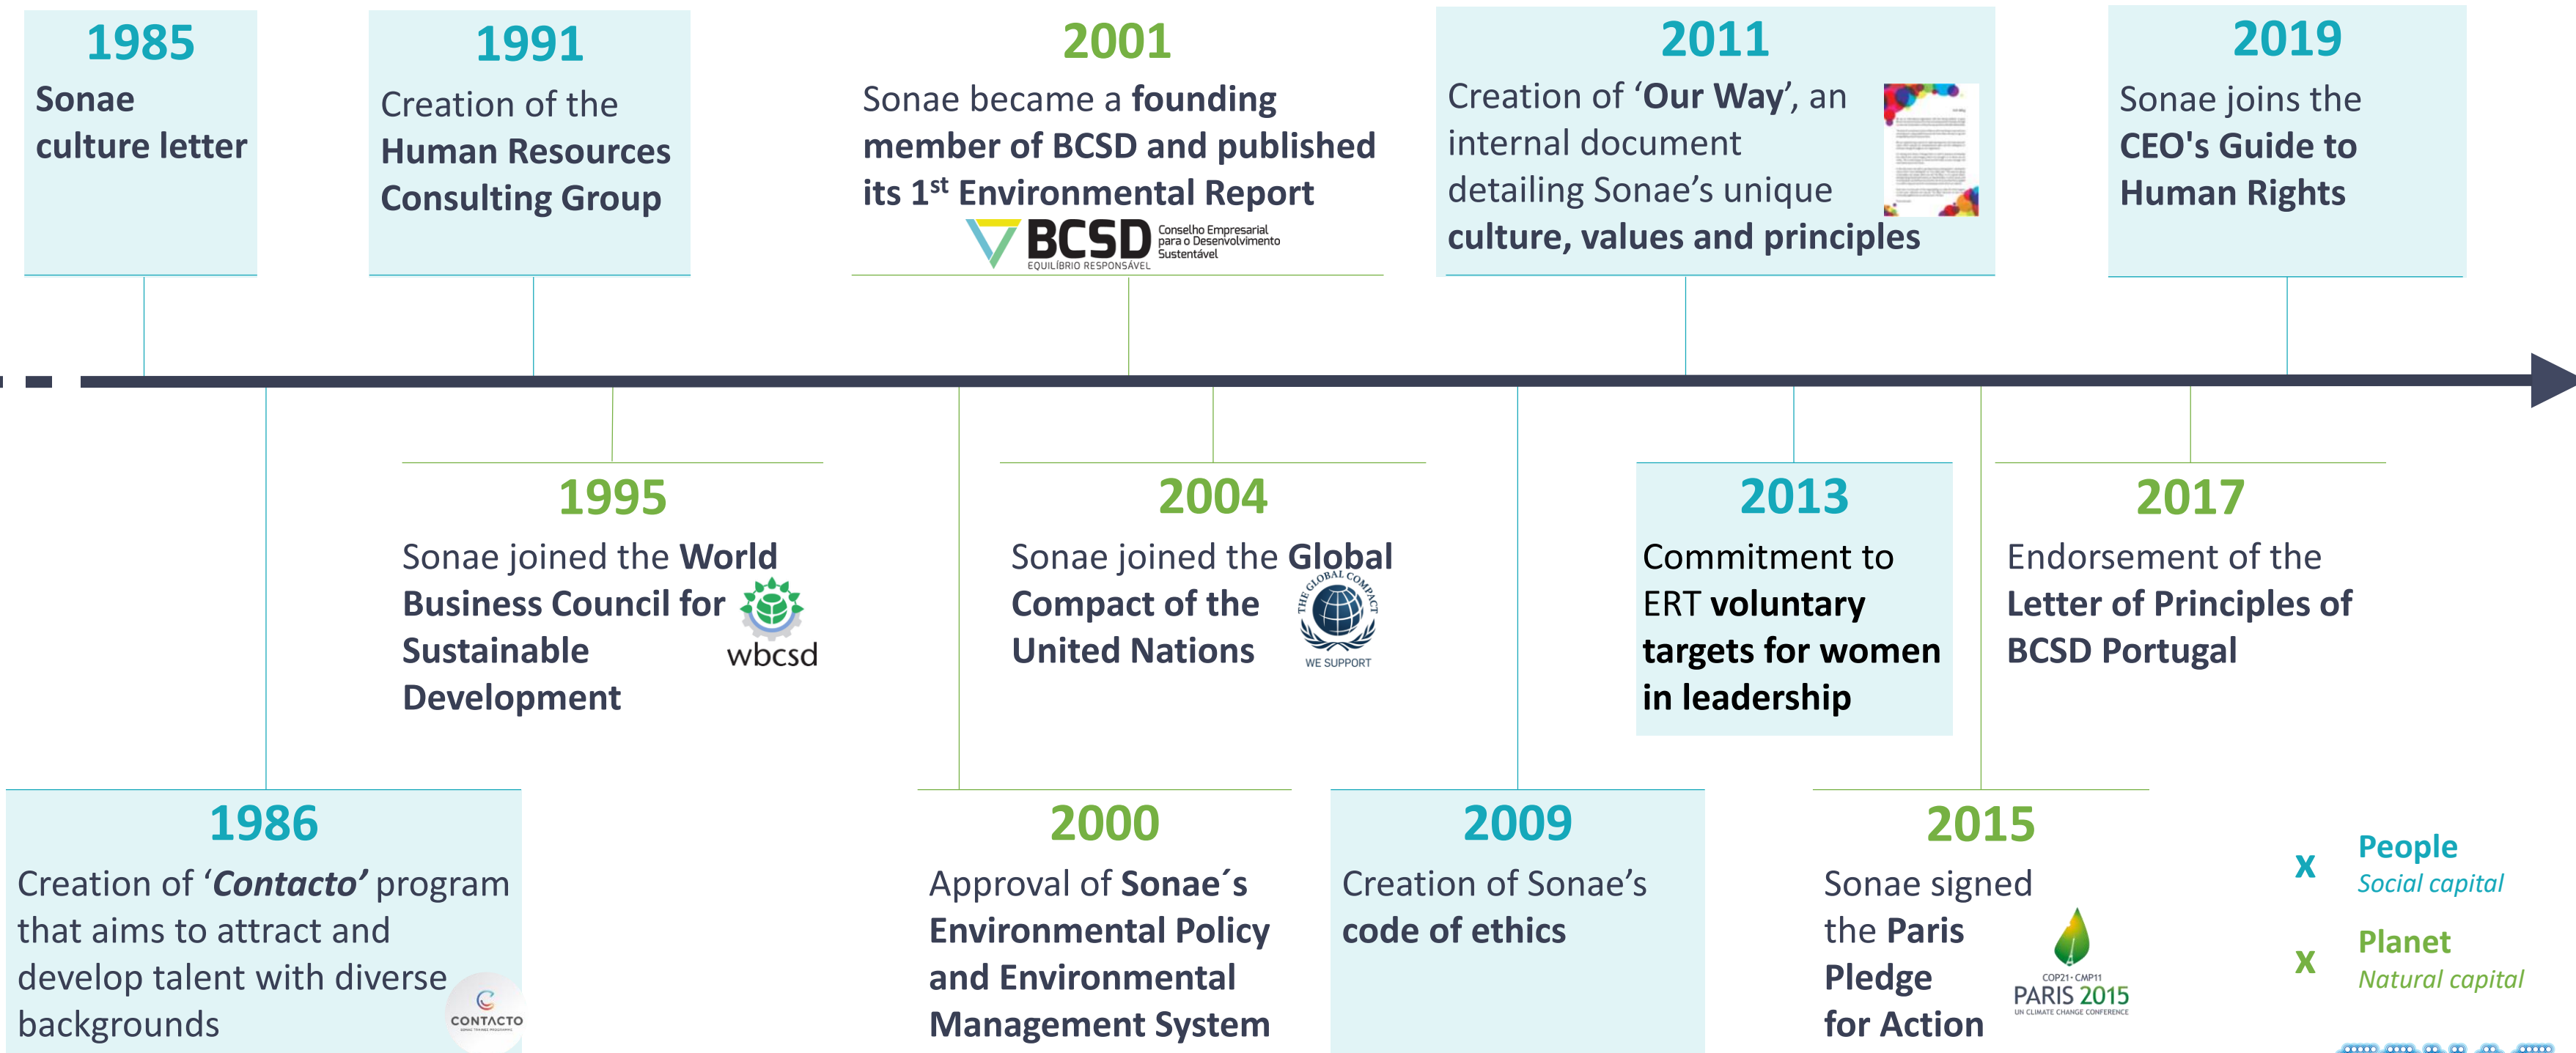 1985
Sonae
culture letter
1991
Creation of the
Human Resources
Consulting Group
2001
Sonae became a founding
member of BCSD and published
its 1st Environmental Report
BCSD
Conselho Empresarial
para o Desenvolvimento
Sustentável
EQUILÍBRIO RESPONSÁVEL
2011
Creation of ‘Our Way’, an
internal document
detailing Sonae’s unique
culture, values and principles
2019
Sonae joins the
CEO's Guide to
Human Rights
1995
Sonae joined the World
Business Council for
Sustainable
Development
wbcsd
2004
Sonae joined the Global
Compact of the
United Nations
THE GLOBAL COMPACT
WE SUPPORT
2013
Commitment to
ERT voluntary
targets for women
in leadership
2017
Endorsement of the
Letter of Principles of
BCSD Portugal
1986
Creation of ‘Contacto’ program
that aims to attract and
develop talent with diverse
backgrounds
CONTACTO
2000
Approval of Sonae´s
Environmental Policy
and Environmental
Management System
2009
Creation of Sonae’s
code of ethics
2015
Sonae signed
the Paris
Pledge
for Action
COP21·CMP11
PARIS 2015
UN CLIMATE CHANGE CONFERENCE
x People
Social capital
x Planet
Natural capital